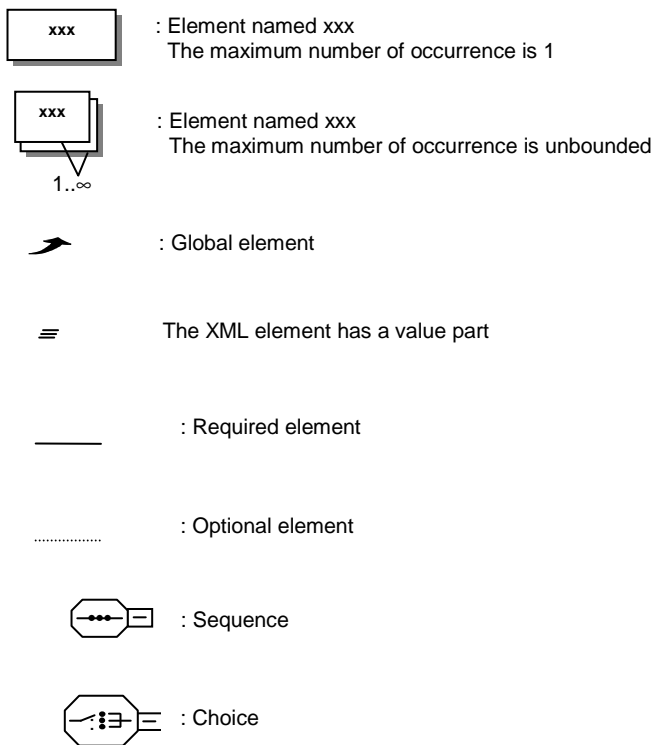 xxx : Element named xxx
The maximum number of occurrence is 1
xxx : Element named xxx
The maximum number of occurrence is unbounded
1..∞
: Global element
The XML element has a value part
: Required element
: Optional element
: Sequence
: Choice